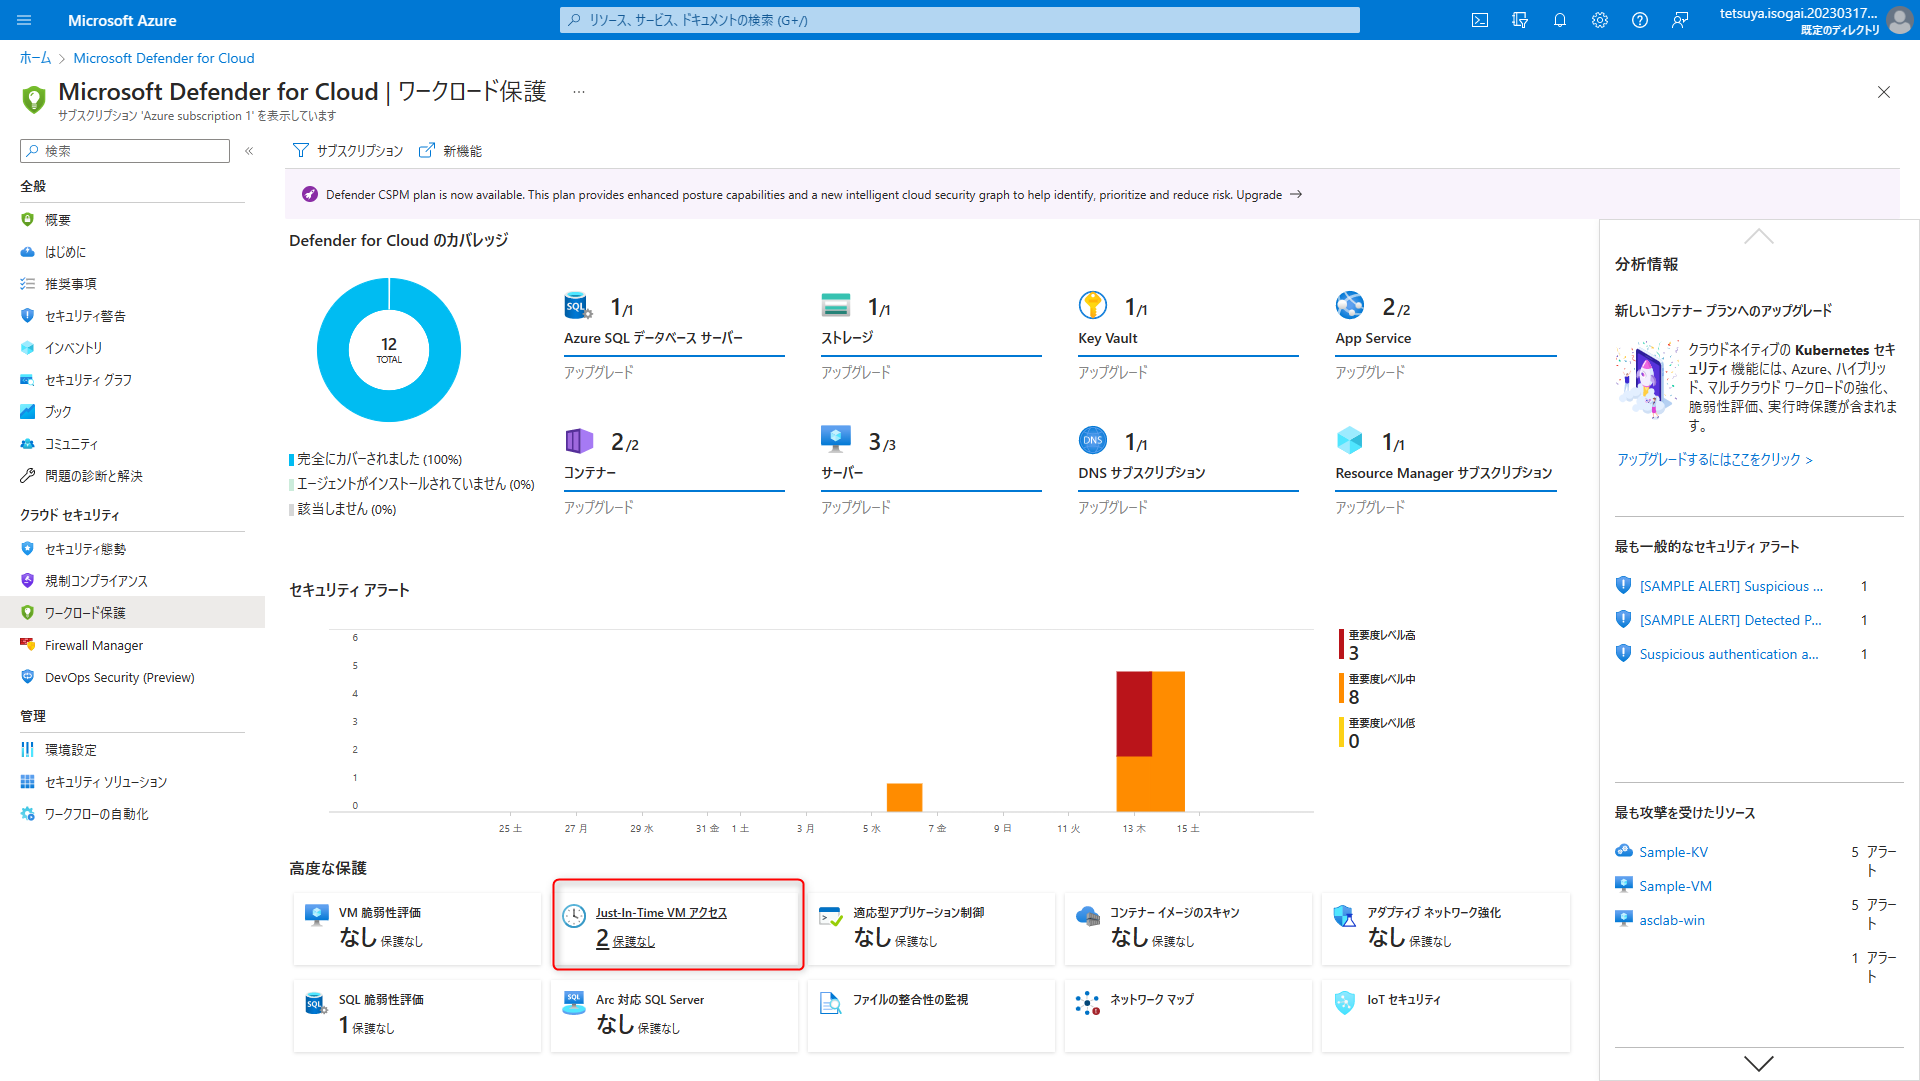 Microsoft Azure
リソース、サービス、ドキュメントの検索 (G+/)
tetsuya.isogai.20230317...
既定のディレクトリ
ホーム
Microsoft Defender for Cloud
Microsoft Defender for Cloud | ワークロード保護
...
サブスクリプション 'Azure subscription 1' を表示しています
検索
«
サブスクリプション
新機能
Defender CSPM plan is now available. This plan provides enhanced posture capabilities and a new intelligent cloud security graph to help identify, prioritize and reduce risk. Upgrade →
全般
概要
はじめに
推奨事項
セキュリティ警告
インベントリ
セキュリティ グラフ
ブック
コミュニティ
問題の診断と解決
クラウド セキュリティ
セキュリティ態勢
規制コンプライアンス
ワークロード保護
Firewall Manager
DevOps Security (Preview)
管理
環境設定
セキュリティ ソリューション
ワークフローの自動化
Defender for Cloud のカバレッジ
12
TOTAL
完全にカバーされました (100%)
エージェントがインストールされていません (0%)
該当しません (0%)
SQL
1/1
Azure SQL データベース サーバー
アップグレード
1/1
ストレージ
アップグレード
1/1
Key Vault
アップグレード
2/2
App Service
アップグレード
2/2
コンテナー
アップグレード
3/3
サーバー
アップグレード
DNS
1/1
DNS サブスクリプション
アップグレード
1/1
Resource Manager サブスクリプション
アップグレード
セキュリティ アラート
6
5
4
3
2
1
0
25 土
27 月
29 水
31 金
1 土
3 月
5 水
7 金
9 日
11 火
13 木
15 土
重要度レベル高
3
重要度レベル中
8
重要度レベル低
0
高度な保護
VM 脆弱性評価
なし 保護なし
Just-In-Time VM アクセス
2 保護なし
適応型アプリケーション制御
なし 保護なし
コンテナー イメージのスキャン
なし 保護なし
アダプティブ ネットワーク強化
なし 保護なし
SQL
SQL 脆弱性評価
1 保護なし
SQL
Arc 対応 SQL Server
なし 保護なし
ファイルの整合性の監視
ネットワーク マップ
IoT セキュリティ
分析情報
新しいコンテナー プランへのアップグレード
クラウドネイティブの Kubernetes セキ
ュリティ 機能には、Azure、ハイブリッ
ド、マルチクラウド ワークロードの強化、
脆弱性評価、実行時保護が含まれま
す。
アップグレードするにはここをクリック >
最も一般的なセキュリティ アラート
[SAMPLE ALERT] Suspicious ... 1
[SAMPLE ALERT] Detected P... 1
Suspicious authentication a... 1
最も攻撃を受けたリソース
Sample-KV
5 アラー
ト
Sample-VM
5 アラー
ト
asclab-win
1 アラー
ト